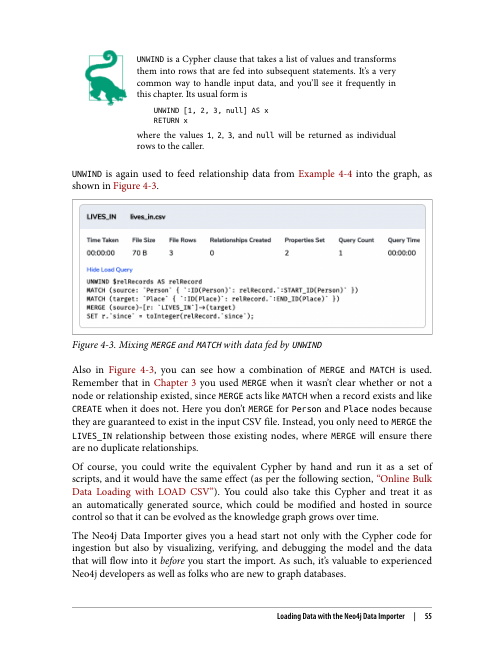 UNWIND is a Cypher clause that takes a list of values and transforms
them into rows that are fed into subsequent statements. It's a very
common way to handle input data, and you'll see it frequently in
this chapter. Its usual form is
UNWIND [1, 2, 3, null] AS x
RETURN x
where the values 1, 2, 3, and null will be returned as individual
rows to the caller.
UNWIND is again used to feed relationship data from Example 4-4 into the graph, as
shown in Figure 4-3.
LIVES_IN lives_in.csv
Time Taken File Size File Rows Relationships Created Properties Set Query Count Query Time
00:00:00 70 B 3 0 2 1 00:00:00
Hide Load Query
UNWIND $relRecords AS relRecord
MATCH (source: `Person` { `:ID(Person)`: relRecord.`:START_ID(Person)` })
MATCH (target: `Place` { `:ID(Place)`: relRecord.`:END_ID(Place)` })
MERGE (source)-[r: `LIVES_IN`]->(target)
SET r.`since` = toInteger(relRecord.`since`);
Figure 4-3. Mixing MERGE and MATCH with data fed by UNWIND
Also in Figure 4-3, you can see how a combination of MERGE and MATCH is used.
Remember that in Chapter 3 you used MERGE when it wasn't clear whether or not a
node or relationship existed, since MERGE acts like MATCH when a record exists and like
CREATE when it does not. Here you don't MERGE for Person and Place nodes because
they are guaranteed to exist in the input CSV file. Instead, you only need to MERGE the
LIVES_IN relationship between those existing nodes, where MERGE will ensure there
are no duplicate relationships.
Of course, you could write the equivalent Cypher by hand and run it as a set of
scripts, and it would have the same effect (as per the following section, "Online Bulk
Data Loading with LOAD CSV"). You could also take this Cypher and treat it as
an automatically generated source, which could be modified and hosted in source
control so that it can be evolved as the knowledge graph grows over time.
The Neo4j Data Importer gives you a head start not only with the Cypher code for
ingestion but also by visualizing, verifying, and debugging the model and the data
that will flow into it before you start the import. As such, it's valuable to experienced
Neo4j developers as well as folks who are new to graph databases.
Loading Data with the Neo4j Data Importer | 55